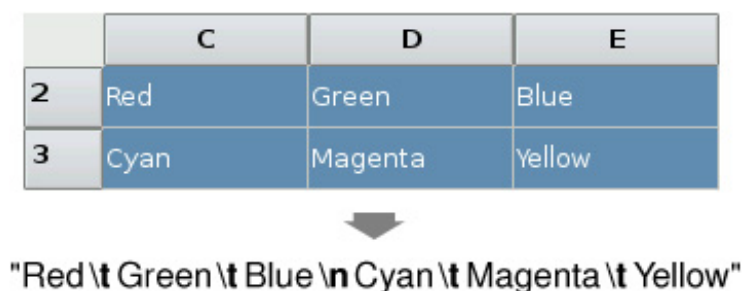 C D E
2 Red Green Blue
3 Cyan Magenta Yellow
"Red\t Green\t Blue\n Cyan\t Magenta\t Yellow"